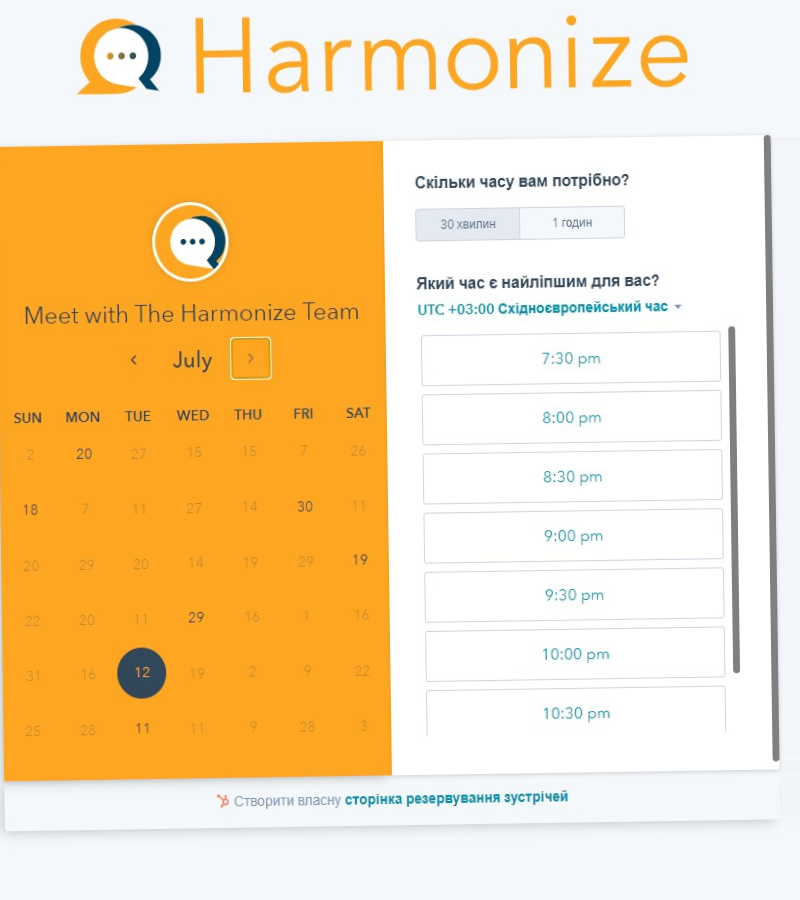 Harmonize
Meet with The Harmonize Team
July
SUN MON TUE WED THU FRI SAT
2 20 27 15 15 7 26
18 7 11 27 14 30 11
20 29 20 14 19 29 19
22 20 11 29 16 1 16
31 16 12 19 2 9 22
25 28 11 11 9 28 3
Скільки часу вам потрібно?
30 хвилин 1 годин
Який час є найліпшим для вас?
UTC +03:00 Східноєвропейський час
7:30 pm
8:00 pm
8:30 pm
9:00 pm
9:30 pm
10:00 pm
10:30 pm
Створити власну сторінка резервування зустрічей